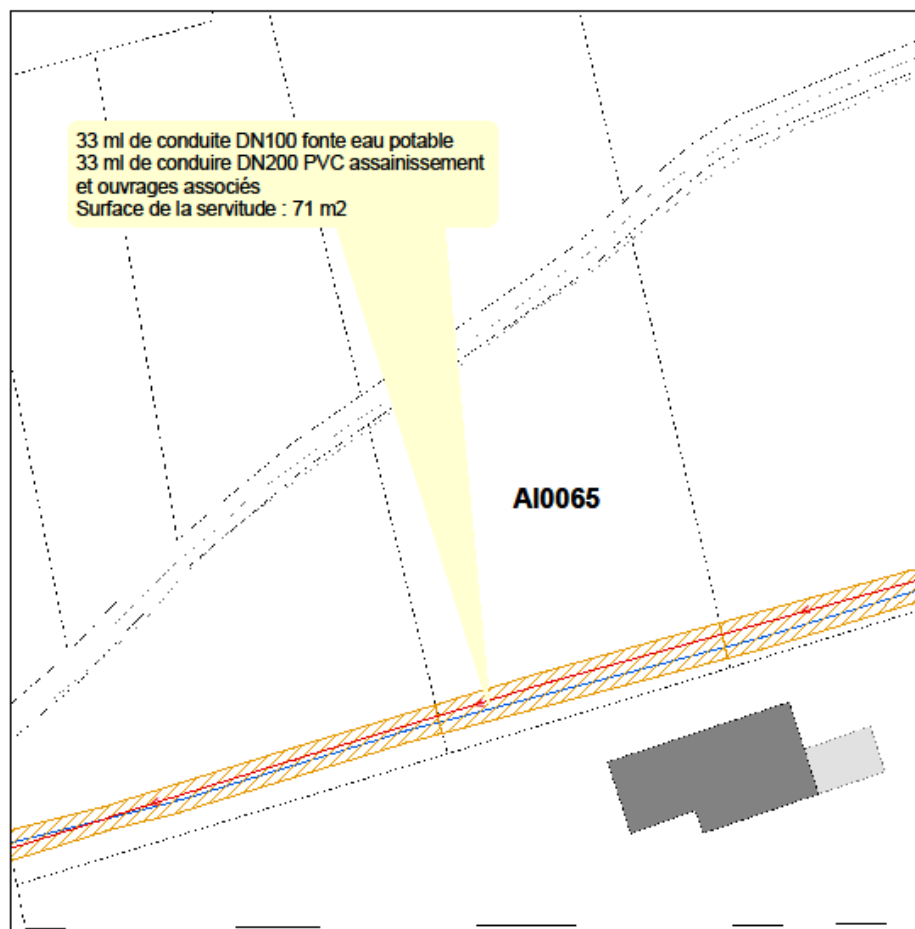 33 ml de conduite DN100 fonte eau potable
33 ml de conduire DN200 PVC assainissement
et ouvrages associés
Surface de la servitude : 71 m2
AI0065